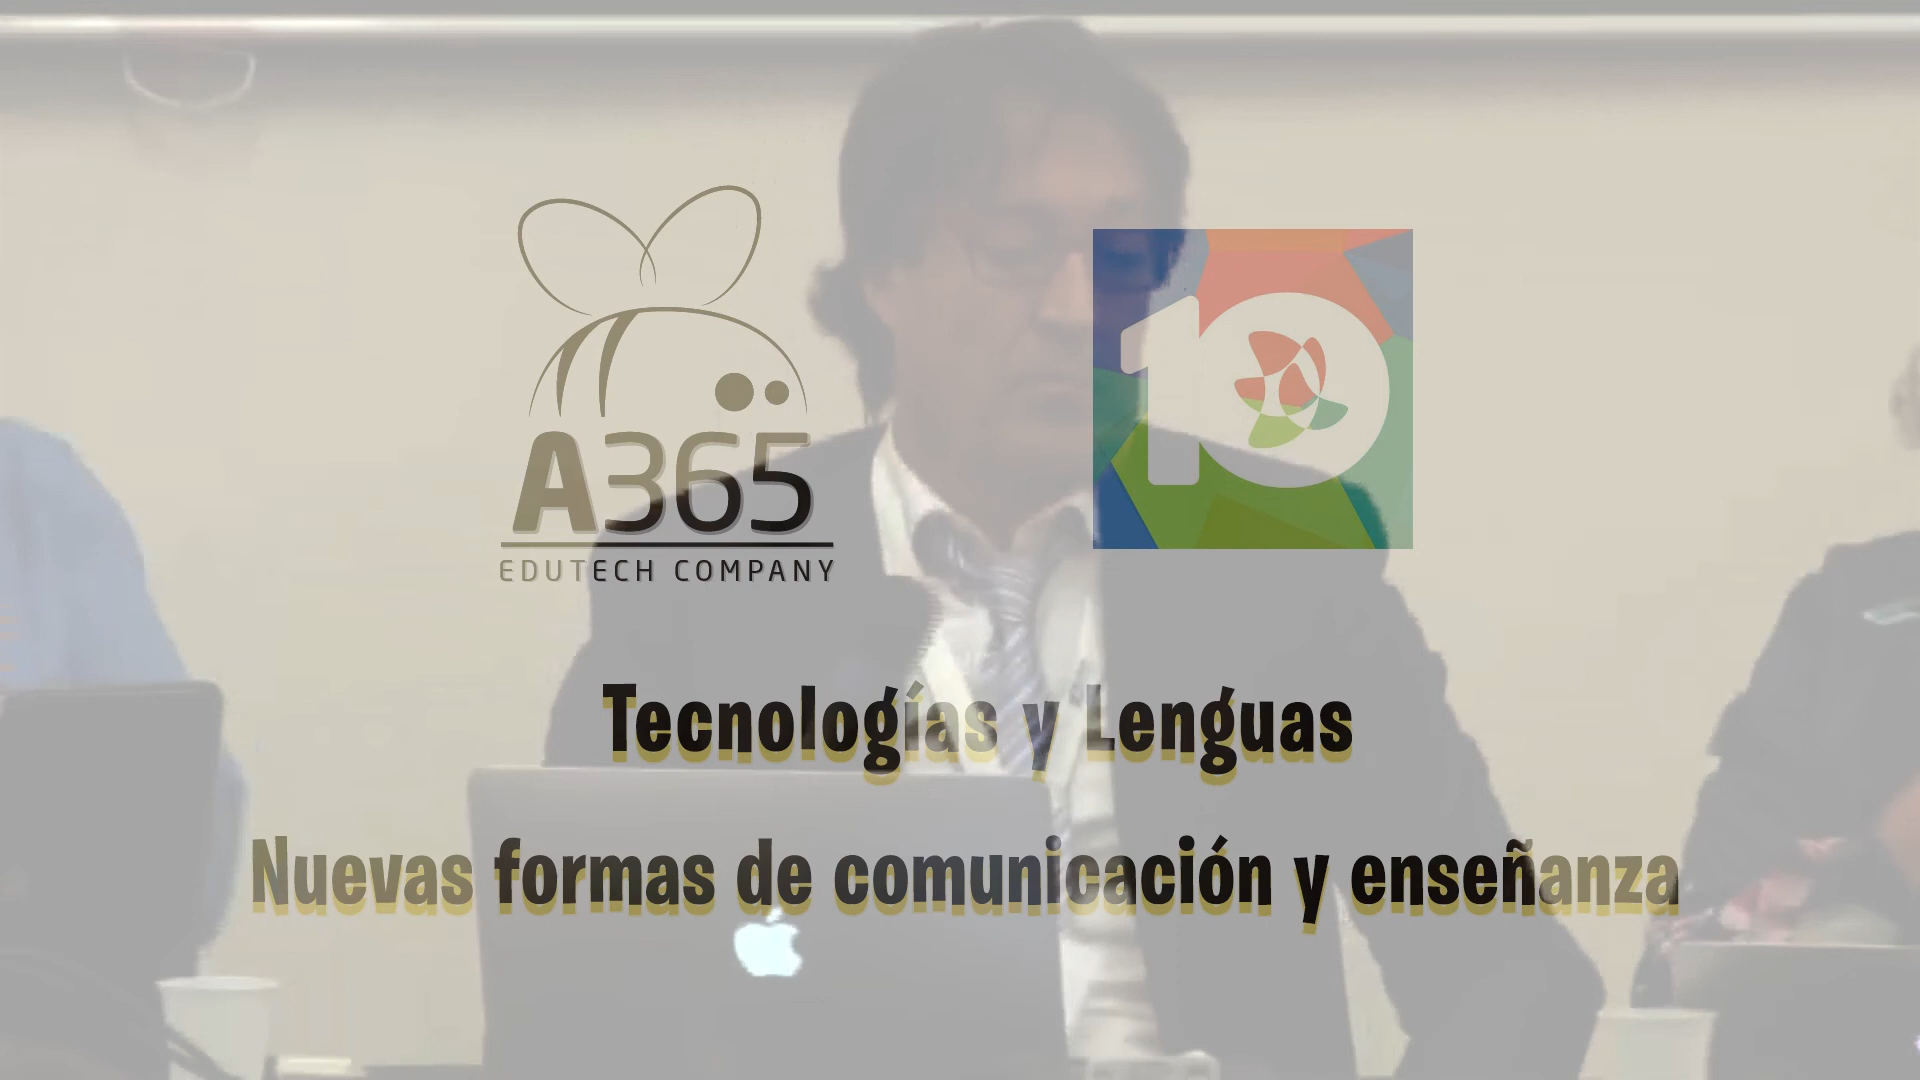 A365
EDUTECH COMPANY
10
Tecnologías y Lenguas
Nuevas formas de comunicación y enseñanza